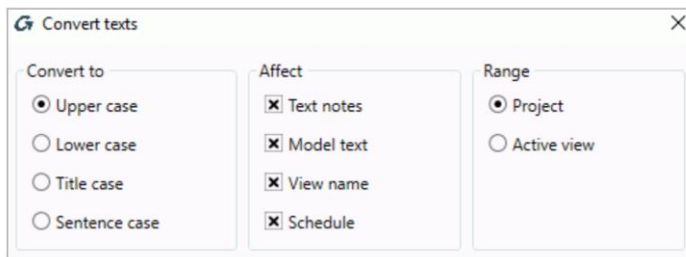 Convert texts
Convert to
Upper case
Lower case
Title case
Sentence case
Affect
Text notes
Model text
View name
Schedule
Range
Project
Active view